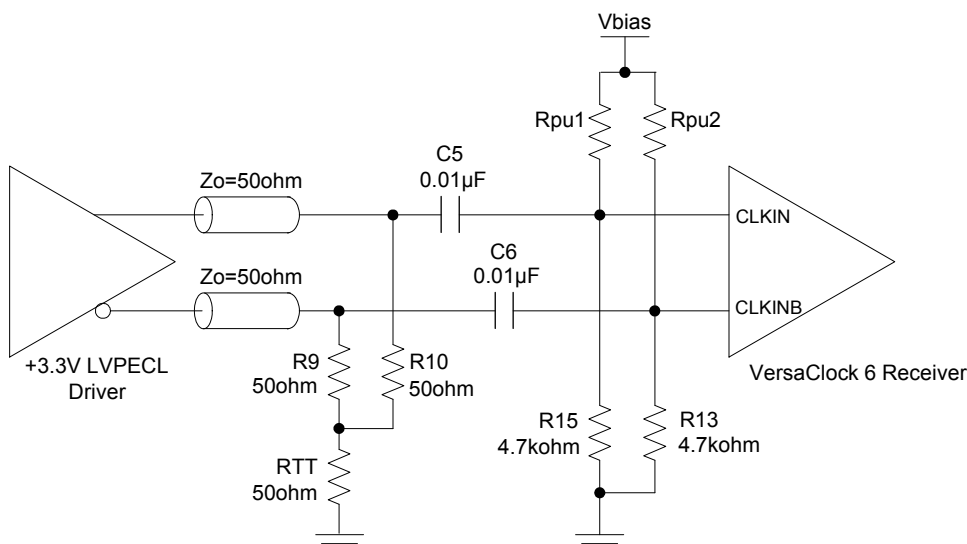 Vbias
Rpu1
Rpu2
C5
0.01µF
Zo=50ohm
CLKIN
C6
0.01µF
Zo=50ohm
CLKINB
+3.3V LVPECL
Driver
R9
50ohm
R10
50ohm
VersaClock 6 Receiver
R15
4.7kohm
R13
4.7kohm
RTT
50ohm